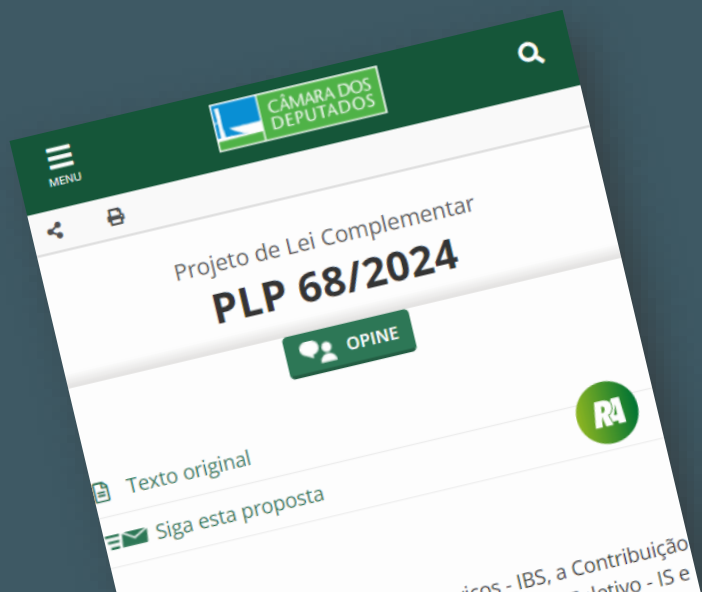 CÂMARA DOS
DEPUTADOS
MENU
Projeto de Lei Complementar
PLP 68/2024
OPINE
RA
Texto original
Siga esta proposta
- IBS, a Contribuição
- IS e